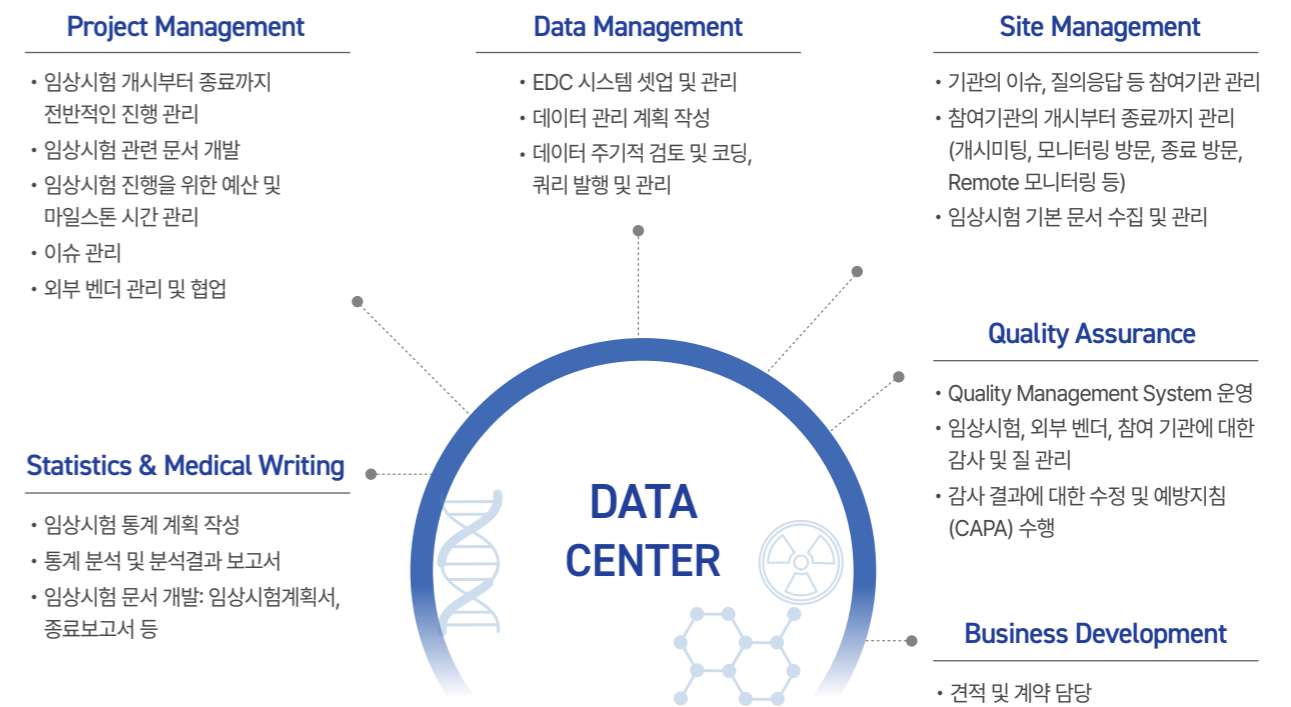 Project Management
• 임상시험 개시부터 종료까지
전반적인 진행 관리
• 임상시험 관련 문서 개발
• 임상시험 진행을 위한 예산 및
마일스톤 시간 관리
• 이슈 관리
• 외부 벤더 관리 및 협업
Data Management
• EDC 시스템 셋업 및 관리
• 데이터 관리 계획 작성
• 데이터 주기적 검토 및 코딩,
쿼리 발행 및 관리
Site Management
• 기관의 이슈, 질의응답 등 참여기관 관리
• 참여기관의 개시부터 종료까지 관리
(개시미팅, 모니터링 방문, 종료 방문,
Remote 모니터링 등)
• 임상시험 기본 문서 수집 및 관리
Quality Assurance
• Quality Management System 운영
• 임상시험, 외부 벤더, 참여 기관에 대한
감사 및 질 관리
• 감사 결과에 대한 수정 및 예방지침
(CAPA) 수행
Statistics & Medical Writing
• 임상시험 통계 계획 작성
• 통계 분석 및 분석결과 보고서
• 임상시험 문서 개발: 임상시험계획서,
종료보고서 등
DATA
CENTER
Business Development
• 견적 및 계약 담당